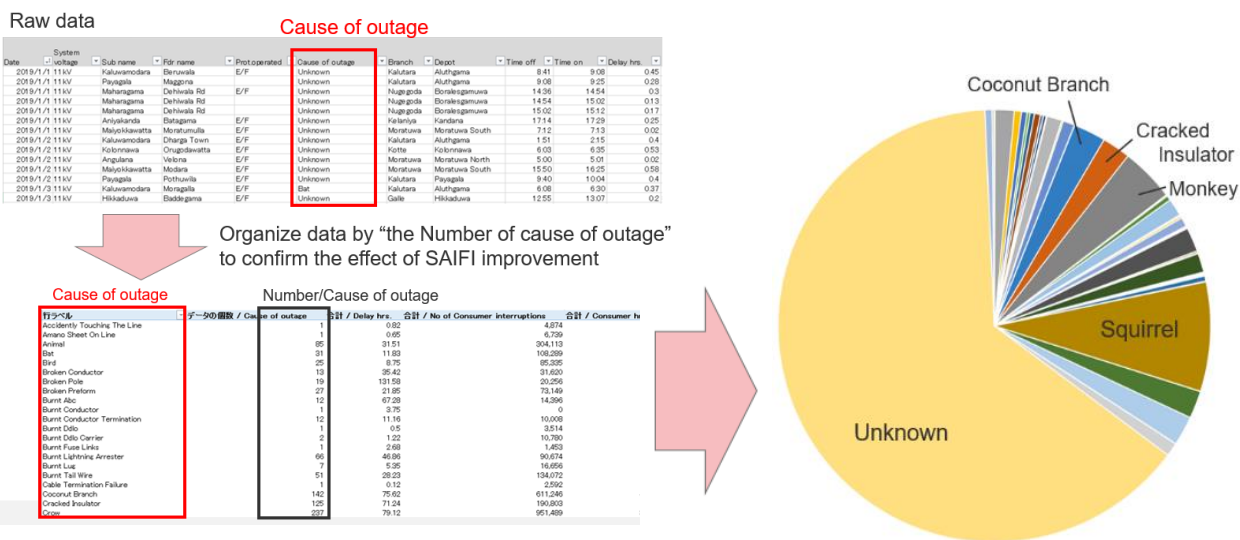 Raw data
Cause of outage
System
Date voltage Sub name Fdr name Prot.operated Cause of outage Branch Depot Time off Time on Delay hrs.
2019/1/1 11kV Kaluwamodara Beruwala E/F Unknown Kalutara Aluthgama 8:41 9:08 0.45
2019/1/1 11kV Payagala Maggona Unknown Kalutara Aluthgama 9:08 9:25 0.28
2019/1/1 11kV Maharagama Dehiwala Rd E/F Unknown Nugegoda Boralesgamuwa 14:36 14:54 0.3
2019/1/1 11kV Maharagama Dehiwala Rd Unknown Nugegoda Boralesgamuwa 14:54 15:02 0.13
2019/1/1 11kV Maharagama Dehiwala Rd Unknown Nugegoda Boralesgamuwa 15:02 15:12 0.17
2019/1/1 11kV Aniyakanda Batagama E/F Unknown Kelaniya Kandana 17:14 17:29 0.25
2019/1/2 11kV Maiyokkawatta Moratumulla E/F Unknown Moratuwa Moratuwa South 7:12 7:13 0.02
2019/1/2 11kV Kaluwamodara Dharga Town E/F Unknown Kalutara Aluthgama 1:51 2:15 0.4
2019/1/2 11kV Kolonnawa Orugodawatta E/F Unknown Kotte Kolonnawa 6:03 6:35 0.53
2019/1/2 11kV Angulana Velona E/F Unknown Moratuwa Moratuwa North 5:00 5:01 0.02
2019/1/2 11kV Maiyokkawatta Modara E/F Unknown Moratuwa Moratuwa South 15:50 16:25 0.58
2019/1/2 11kV Payagala Pothuwila E/F Unknown Kalutara Payagala 9:40 10:04 0.4
2019/1/3 11kV Kaluwamodara Moragalla E/F Bat Kalutara Aluthgama 6:08 6:30 0.37
2019/1/3 11kV Hikkaduwa Baddegama E/F Unknown Galle Hikkaduwa 12:55 13:07 0.2
Organize data by “the Number of cause of outage”
to confirm the effect of SAIFI improvement
Cause of outage
Number/Cause of outage
行ラベル データの個数 / Cause of outage 合計 / Delay hrs. 合計 / No of Consumer interruptions 合計 / Consumer
Accidently Touching The Line 1 0.82 4,874
Amano Sheet On Line 1 0.65 6,739
Animal 85 31.51 304,113
Bat 31 11.83 108,289
Bird 25 8.75 85,335
Broken Conductor 13 35.42 31,620
Broken Pole 19 131.58 20,256
Broken Preform 27 21.85 73,149
Burnt Abc 12 67.28 14,396
Burnt Conductor 1 3.75 0
Burnt Conductor Termination 12 11.16 10,008
Burnt Ddlo 1 0.5 3,514
Burnt Ddlo Carrier 2 1.22 10,780
Burnt Fuse Links 1 2.68 1,453
Burnt Lightning Arrester 66 46.86 90,674
Burnt Lug 7 5.35 16,656
Burnt Tail Wire 51 28.23 134,072
Cable Termination Failure 1 0.12 2,592
Coconut Branch 142 75.62 611,246
Cracked Insulator 125 71.24 190,803
Crow 237 79.12 951,489
Coconut Branch
Cracked
Insulator
Monkey
Squirrel
Unknown